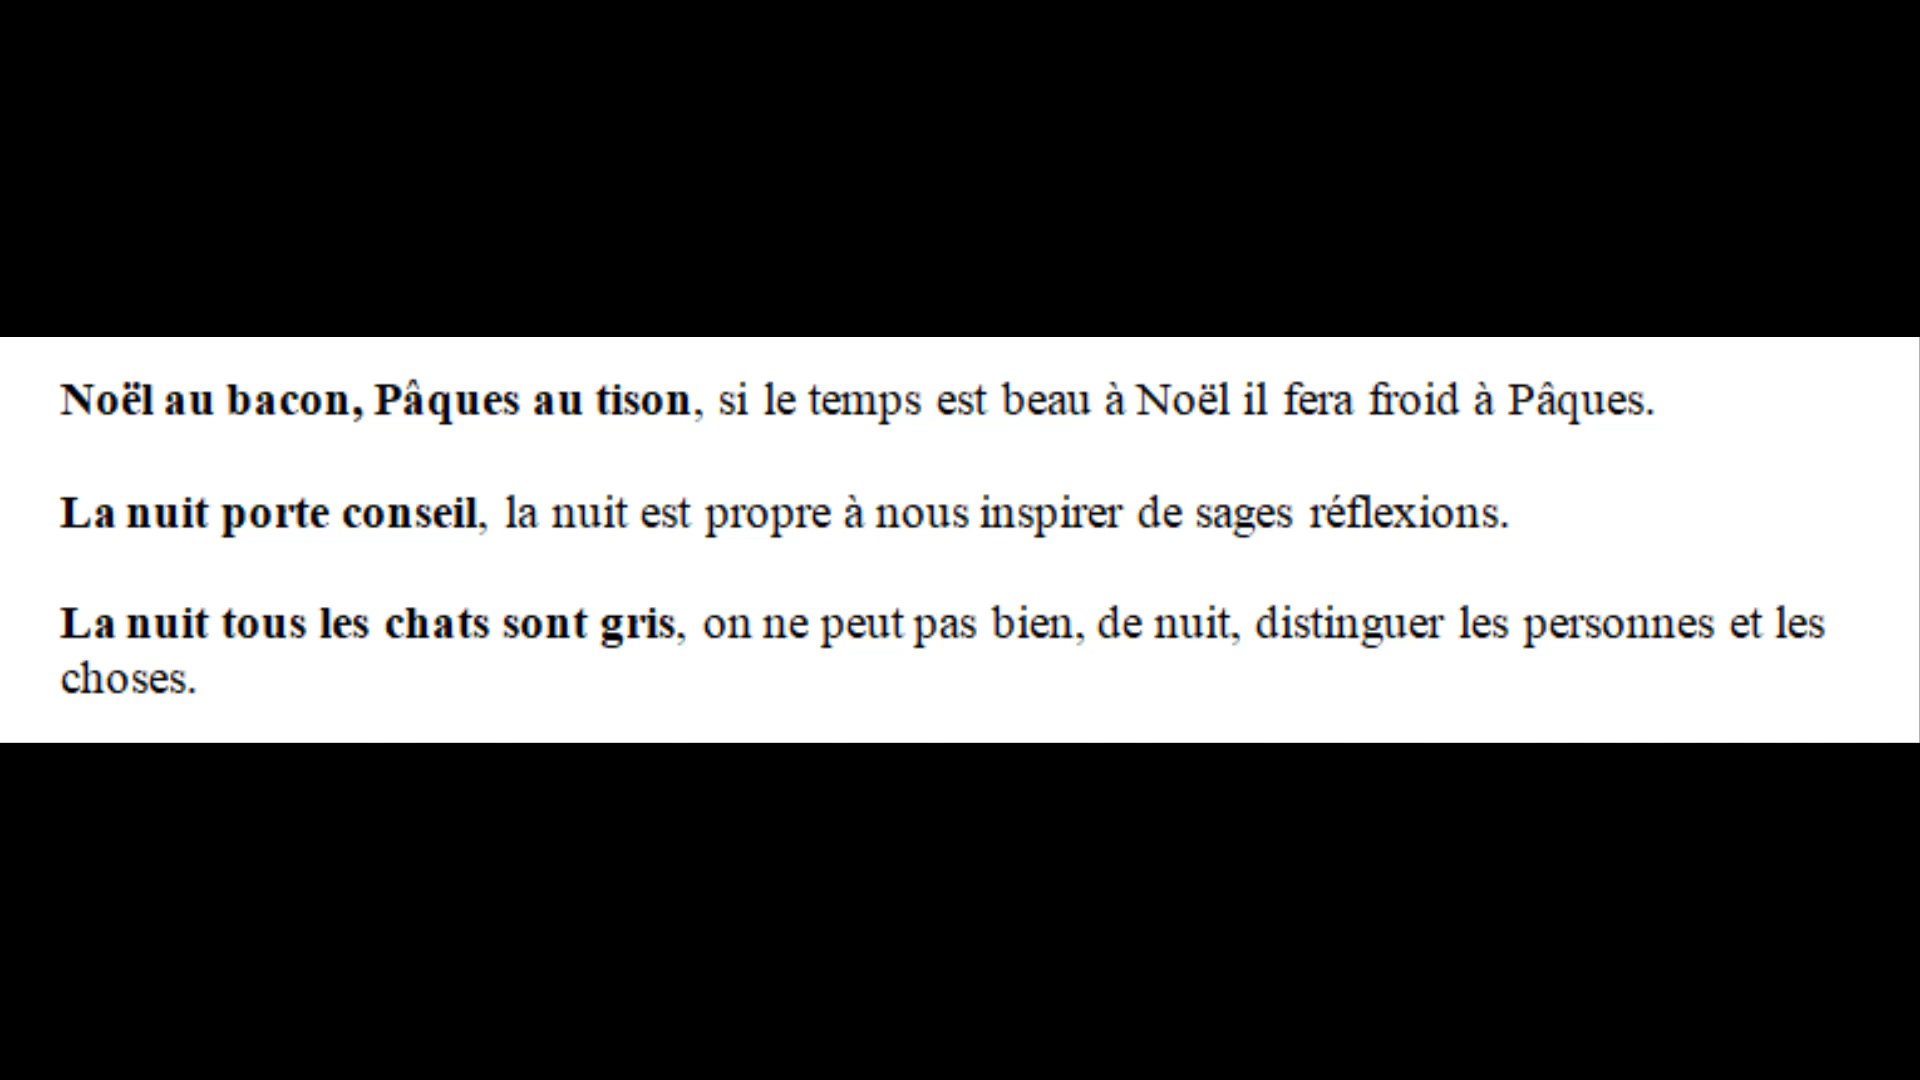 Noël au bacon, Pâques au tison, si le temps est beau à Noël il fera froid à Pâques.
La nuit porte conseil, la nuit est propre à nous inspirer de sages réflexions.
La nuit tous les chats sont gris, on ne peut pas bien, de nuit, distinguer les personnes et les
choses.